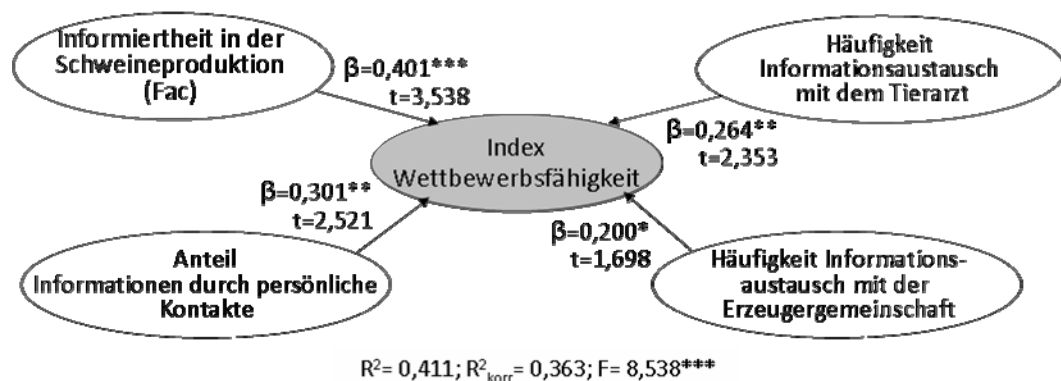 Informiertheit in der
Schweineproduktion
(Fac)
β=0,401***
t=3,538
Häufigkeit
Informationsaustausch
mit dem Tierarzt
β=0,264**
t=2,353
Index
Wettbewerbsfähigkeit
β=0,301**
t=2,521
Anteil
Informationen durch persönliche
Kontakte
β=0,200*
t=1,698
Häufigkeit Informations-
austausch mit der
Erzeugergemeinschaft
R²= 0,411; R²korr= 0,363; F= 8,538***